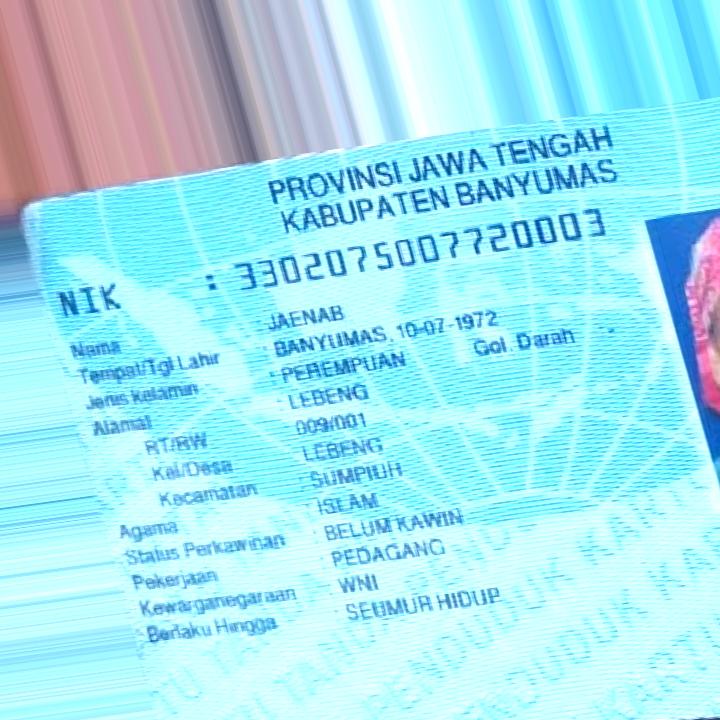 PROVINSI JAWA TENGAH
KABUPATEN BANYUMAS
NIK : 3302075007720003
Nama : JAENAB
Tempat/Tgl Lahir : BANYUMAS, 10-07-1972
Jenis Kelamin : PEREMPUAN Gol. Darah : -
Alamat : LEBENG
RT/RW : 009/001
Kel/Desa : LEBENG
Kecamatan : SUMPIUH
Agama : ISLAM
Status Perkawinan : BELUM KAWIN
Pekerjaan : PEDAGANG
Kewarganegaraan : WNI
Berlaku Hingga : SEUMUR HIDUP